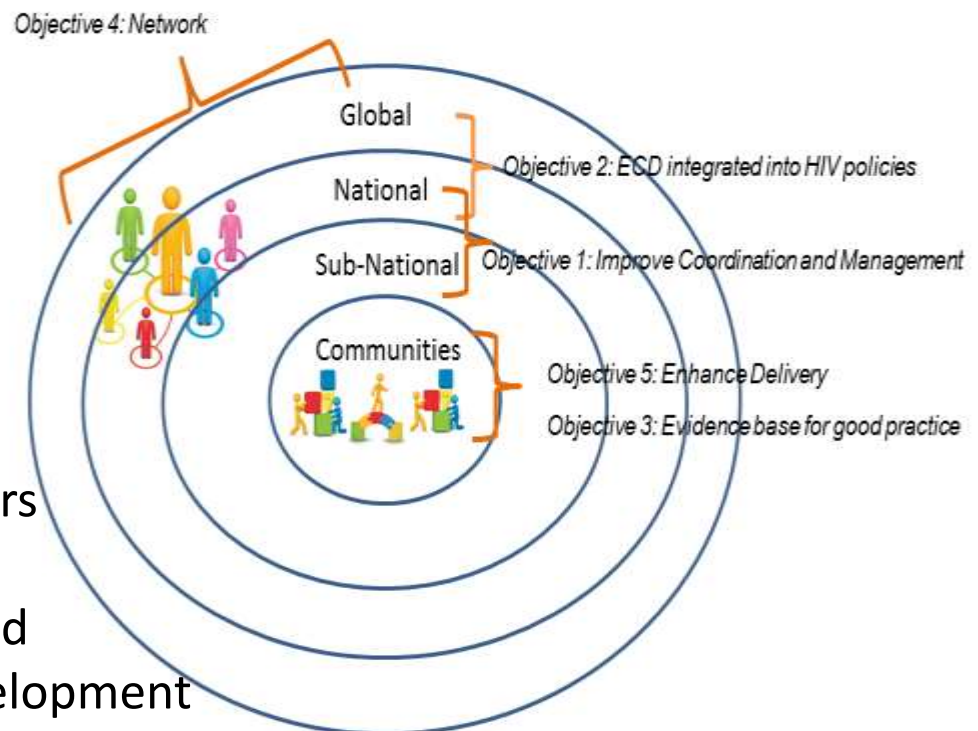 Objective 4: Network
Global
Objective 2: ECD integrated into HIV policies
National
Sub-National
Objective 1: Improve Coordination and Management
Communities
Objective 5: Enhance Delivery
Objective 3: Evidence base for good practice
rs
d
elopment